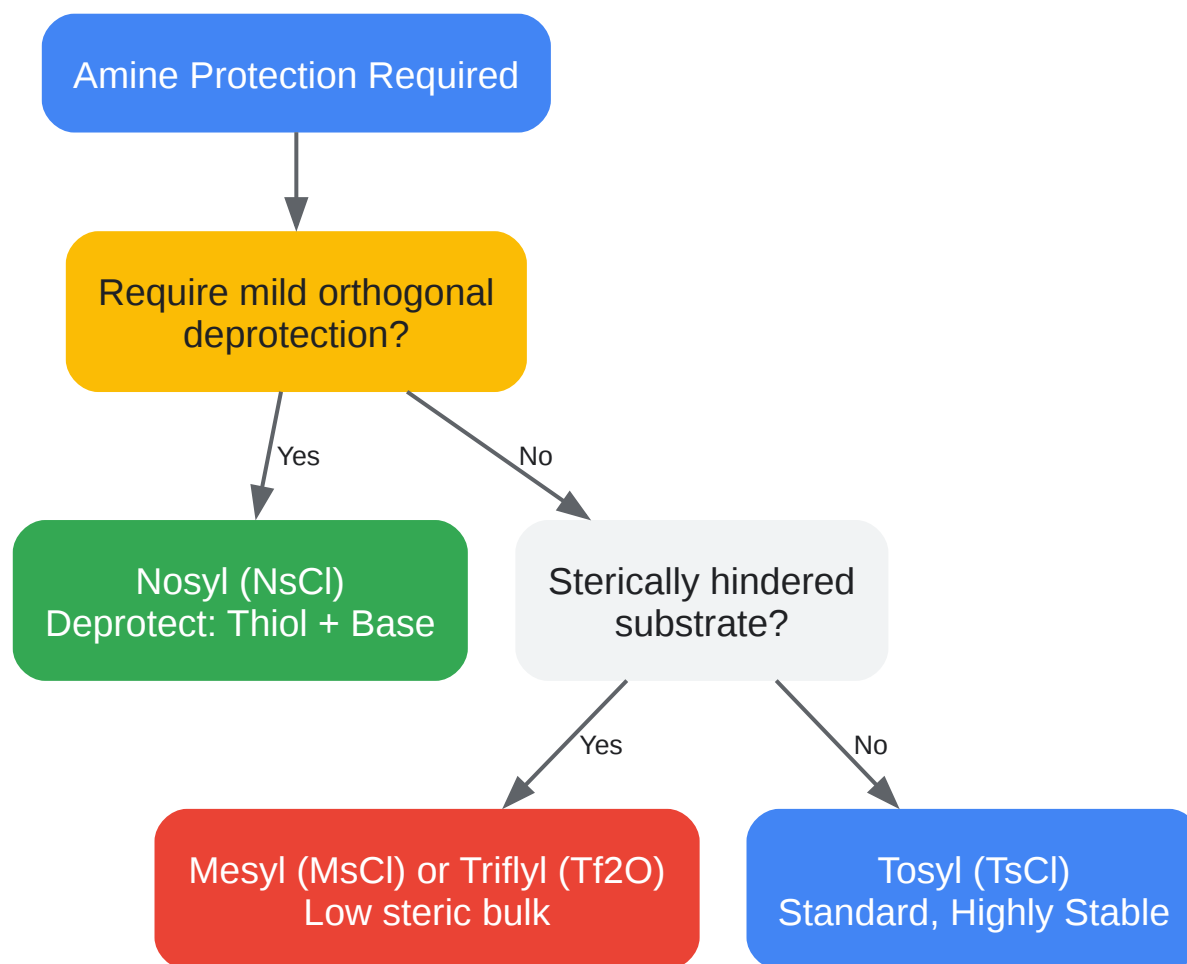 Amine Protection Required
Require mild orthogonal
deprotection?
Yes
No
Nosyl (NsCl)
Deprotect: Thiol + Base
Sterically hindered
substrate?
Yes
No
Mesyl (MsCl) or Triflyl (Tf2O)
Low steric bulk
Tosyl (TsCl)
Standard, Highly Stable